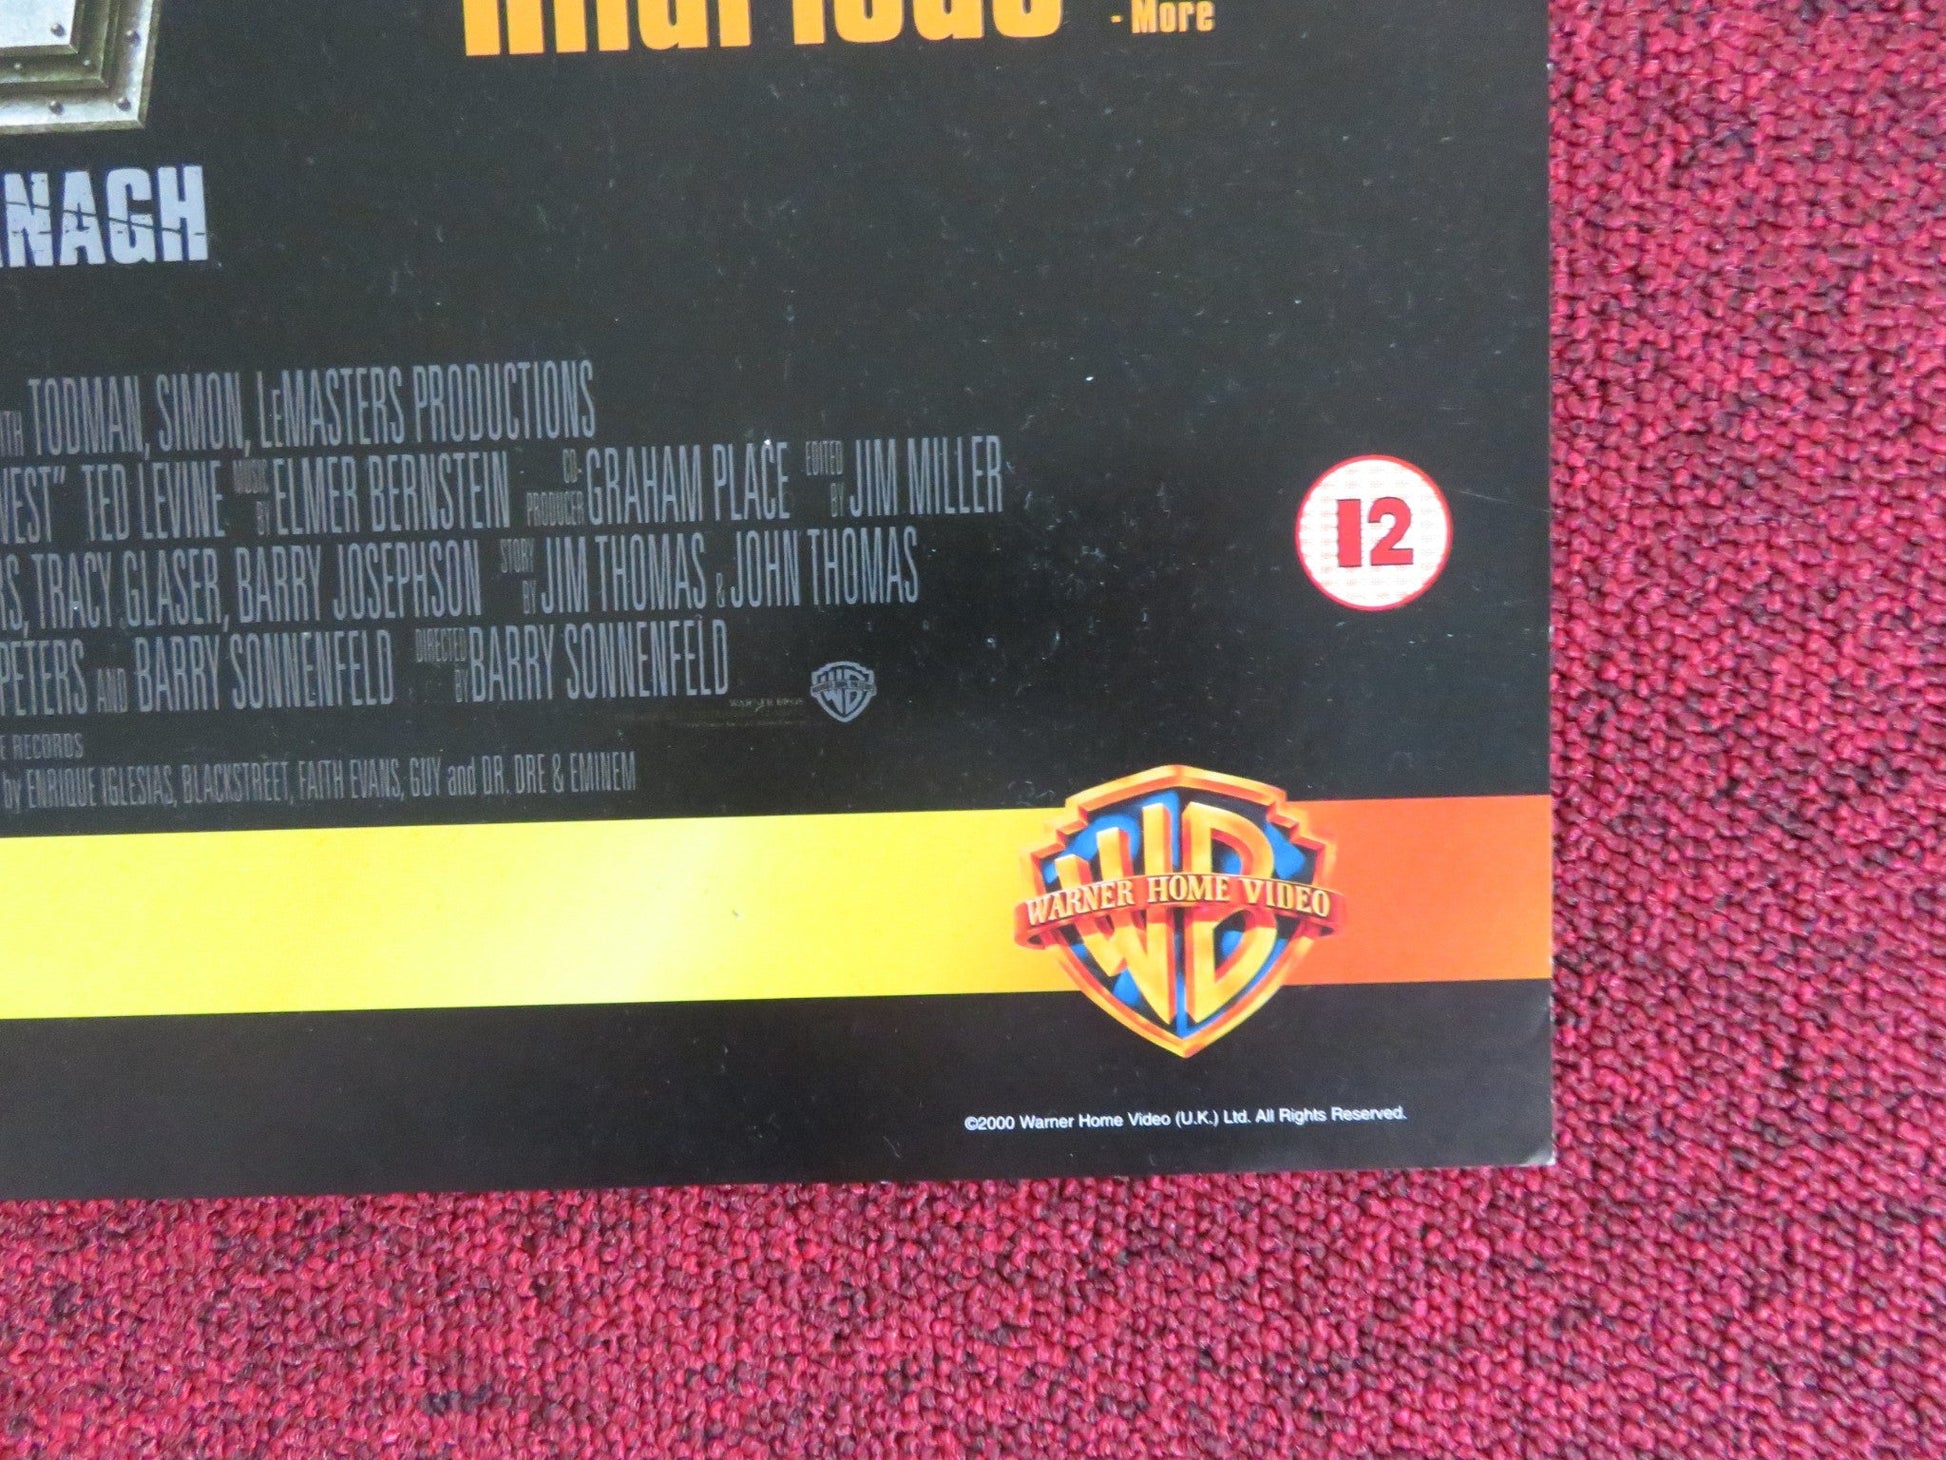 - More
NAGH
TODMAN, SIMON, LEMASTERS PRODUCTIONS
WEST" TED LEVINE MUSIC BY ELMER BERNSTEIN CO-PRODUCER GRAHAM PLACE EDITED BY JIM MILLER
RS, TRACY GLASER, BARRY JOSEPHSON STORY BY JIM THOMAS & JOHN THOMAS
PETERS AND BARRY SONNENFELD DIRECTED BY BARRY SONNENFELD
WARNER BROS
E RECORDS
by ENRIQUE IGLESIAS, BLACKSTREET, FAITH EVANS, GUY and DR. DRE & EMINEM
12
WB
WARNER HOME VIDEO
©2000 Warner Home Video (U.K.) Ltd. All Rights Reserved.